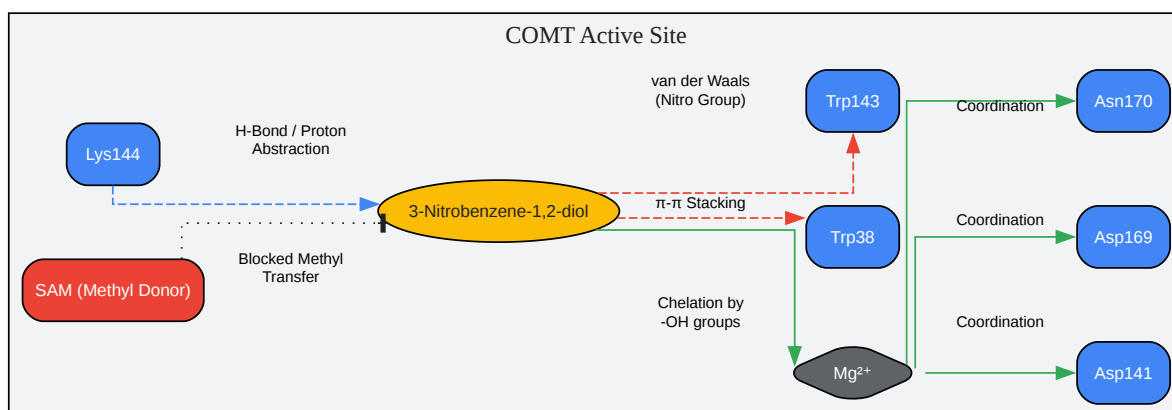 COMT Active Site
van der Waals
(Nitro Group)
Trp143
Coordination
Asn170
H-Bond / Proton
Abstraction
Lys144
3-Nitrobenzene-1,2-diol
π-π Stacking
Trp38
Coordination
Asp169
Blocked Methyl
Transfer
SAM (Methyl Donor)
Chelation by
-OH groups
Coordination
Mg²⁺
Asp141